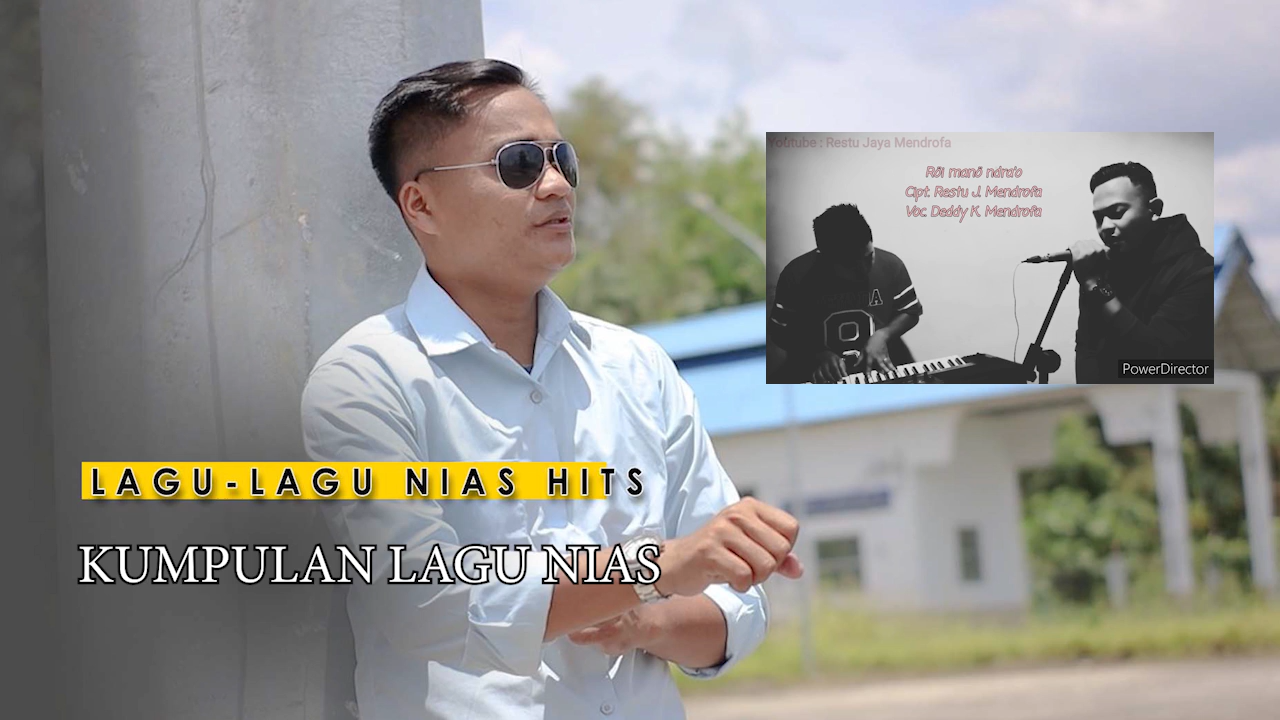 Youtube : Restu Jaya Mendrofa
Röi manö ndra'o
Cipt. Restu J. Mendrofa
Voc. Deddy K. Mendrofa
PowerDirector
LAGU-LAGU NIAS HITS
KUMPULAN LAGU NIAS